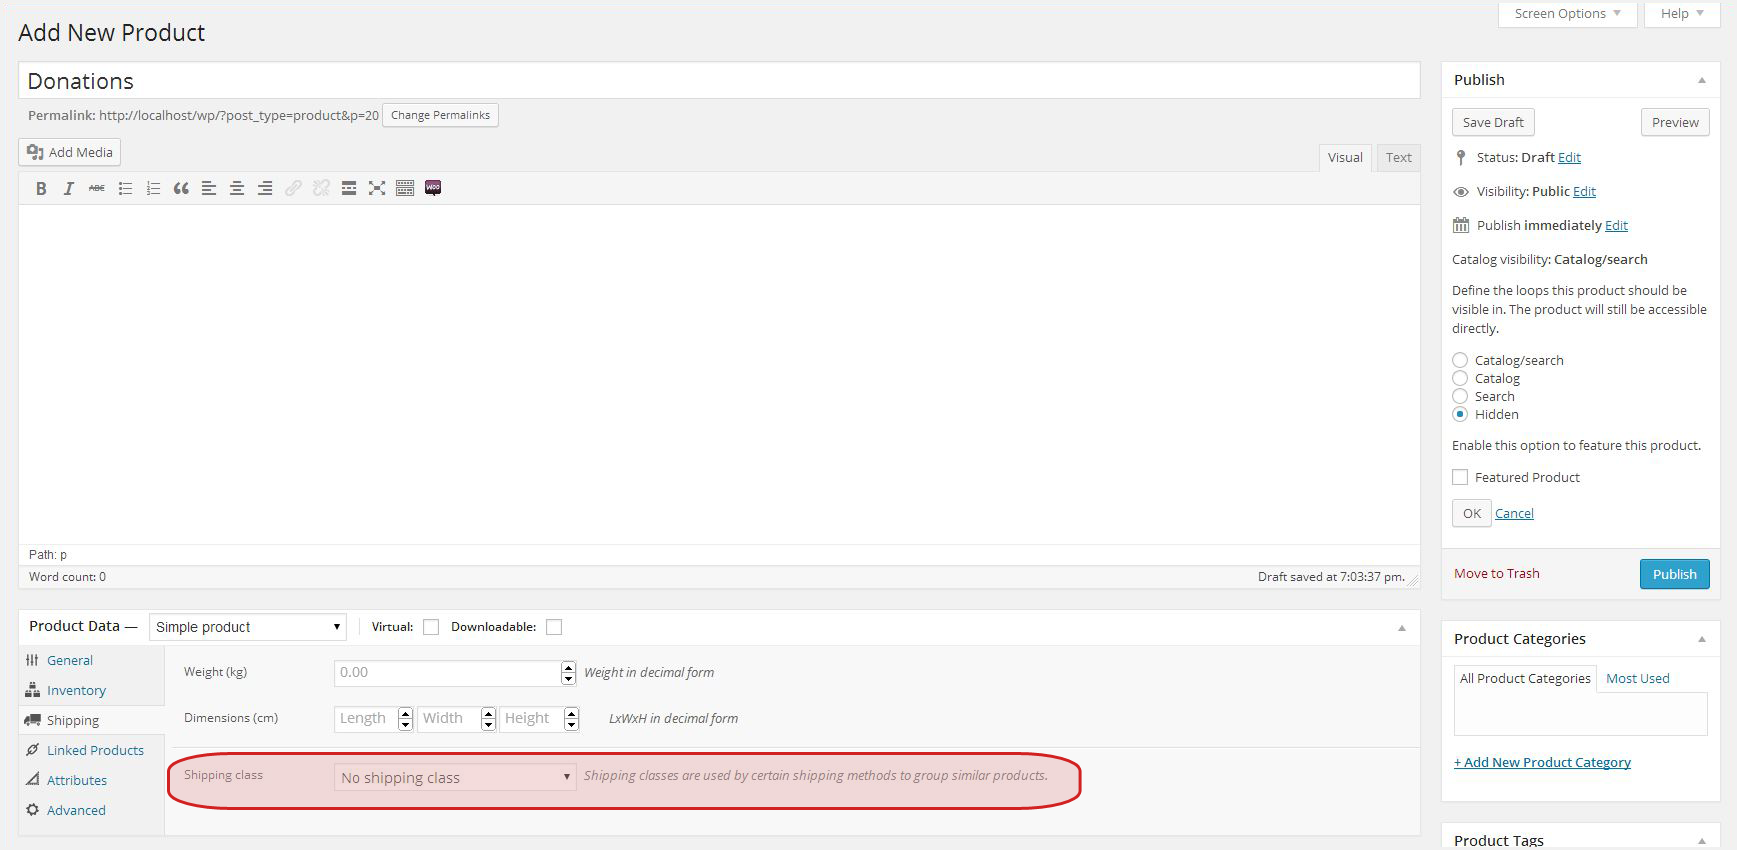 Screen Options
Help
Add New Product
Donations
Permalink: http://localhost/wp/?post_type=product&p=20 Change Permalinks
Add Media
Visual Text
B I ABC
WOO
Path: p
Word count: 0
Draft saved at 7:03:37 pm.
Product Data — Simple product Virtual: Downloadable:
General
Inventory
Shipping
Linked Products
Attributes
Advanced
Weight (kg) 0.00 Weight in decimal form
Dimensions (cm) Length Width Height LxWxH in decimal form
Shipping class No shipping class Shipping classes are used by certain shipping methods to group similar products.
Publish
Save Draft Preview
Status: Draft Edit
Visibility: Public Edit
Publish immediately Edit
Catalog visibility: Catalog/search
Define the loops this product should be
visible in. The product will still be accessible
directly.
Catalog/search
Catalog
Search
Hidden
Enable this option to feature this product.
Featured Product
OK Cancel
Move to Trash Publish
Product Categories
All Product Categories Most Used
+ Add New Product Category
Product Tags